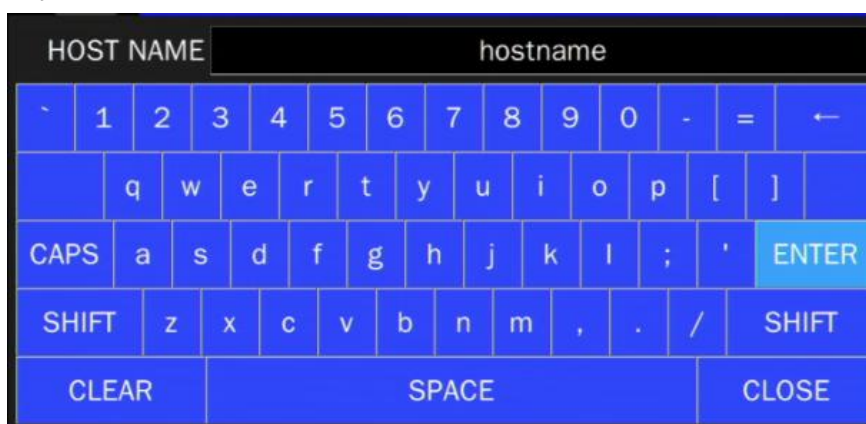 HOST NAME hostname
` 1 2 3 4 5 6 7 8 9 0 - = ←
q w e r t y u i o p [ ]
CAPS a s d f g h j k l ; ' ENTER
SHIFT z x c v b n m , . / SHIFT
CLEAR SPACE CLOSE